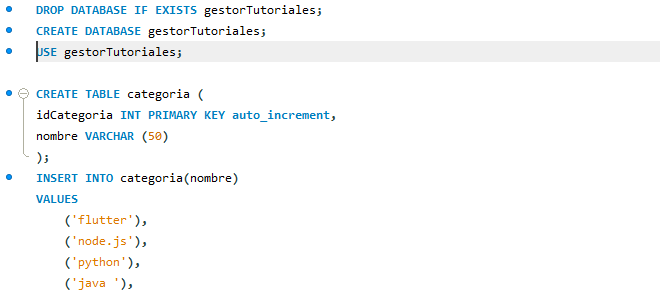 DROP DATABASE IF EXISTS gestorTutoriales;
CREATE DATABASE gestorTutoriales;
USE gestorTutoriales;
CREATE TABLE categoria (
idCategoria INT PRIMARY KEY auto_increment,
nombre VARCHAR (50)
);
INSERT INTO categoria(nombre)
VALUES
('flutter'),
('node.js'),
('python'),
('java '),